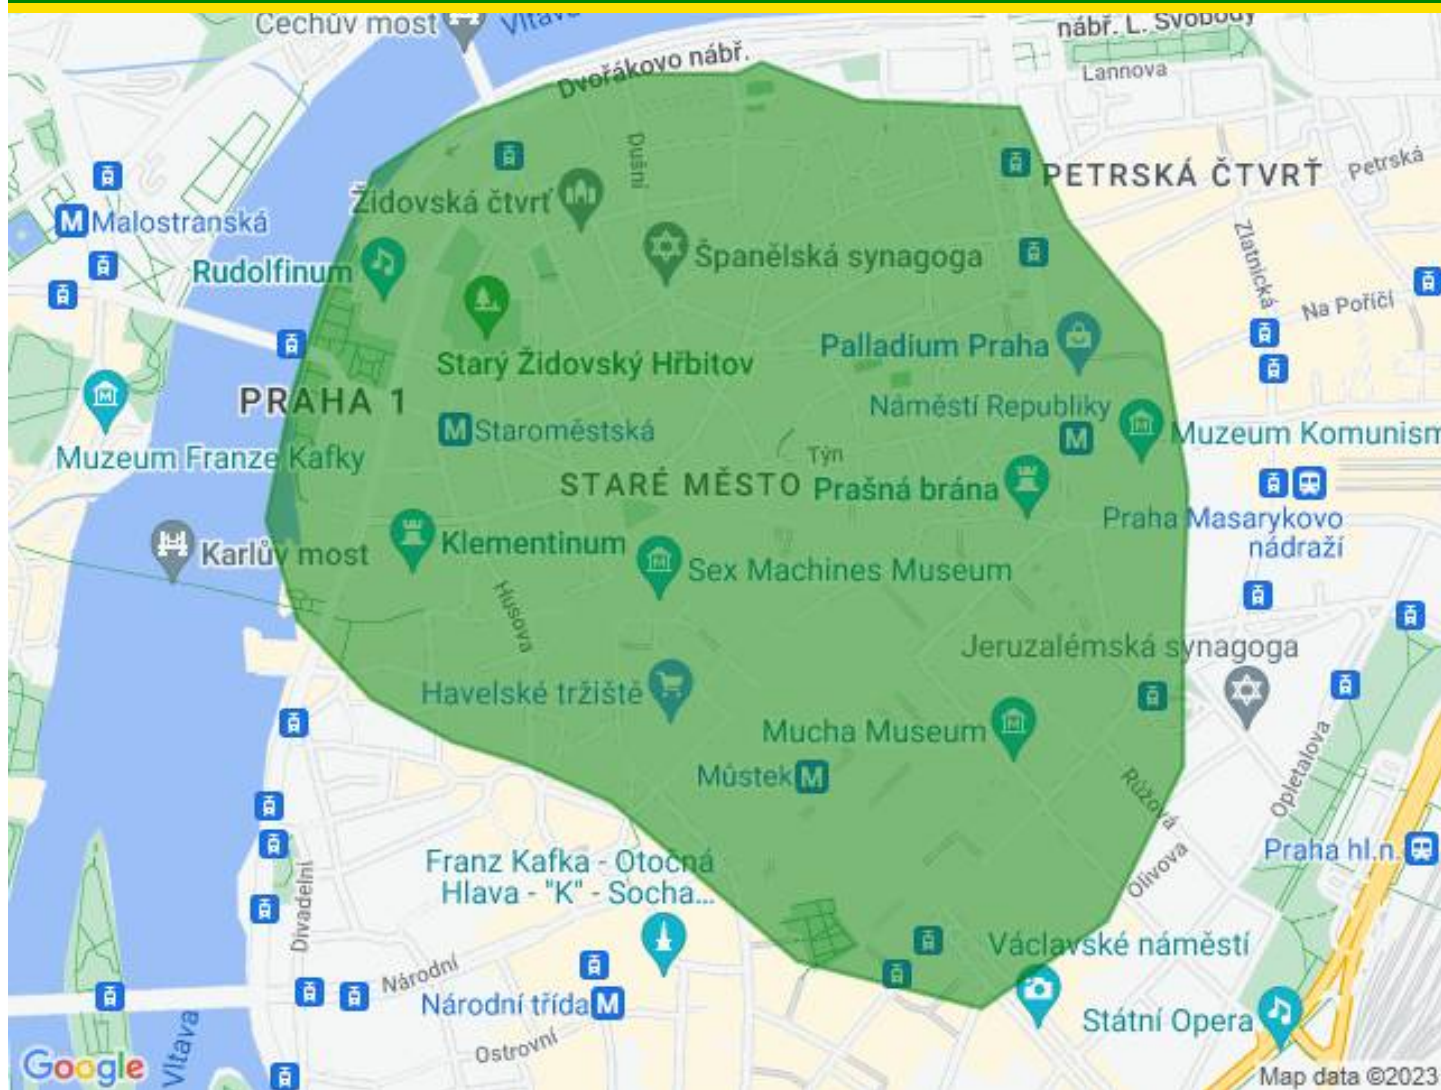 Čechův most
Vltava
nábř. L. Svobody
Dvořákovo nábř.
Lannova
Dušní
PETRSKÁ ČTVRŤ
Petrská
Židovská čtvrť
Malostranská
Rudolfinum
Španělská synagoga
Zlatnická
Na Poříčí
Palladium Praha
Starý Židovský Hřbitov
PRAHA 1
Náměstí Republiky
M
M
M
Staroměstská
Muzeum Komunism
Muzeum Franze Kafky
Týn
STARÉ MĚSTO
Prašná brána
Praha Masarykovo
nádraží
Karlův most
Klementinum
Sex Machines Museum
Husova
Jeruzalémská synagoga
Havelské tržiště
Mucha Museum
Můstek M
Růžová
Opletalova
Praha hl.n.
Olivova
Franz Kafka - Otočná
Hlava - "K" - Socha...
Divadelní
Václavské náměstí
Národní
Národní třída M
Státní Opera
Ostrovní
Vltava
Google
Map data ©2023